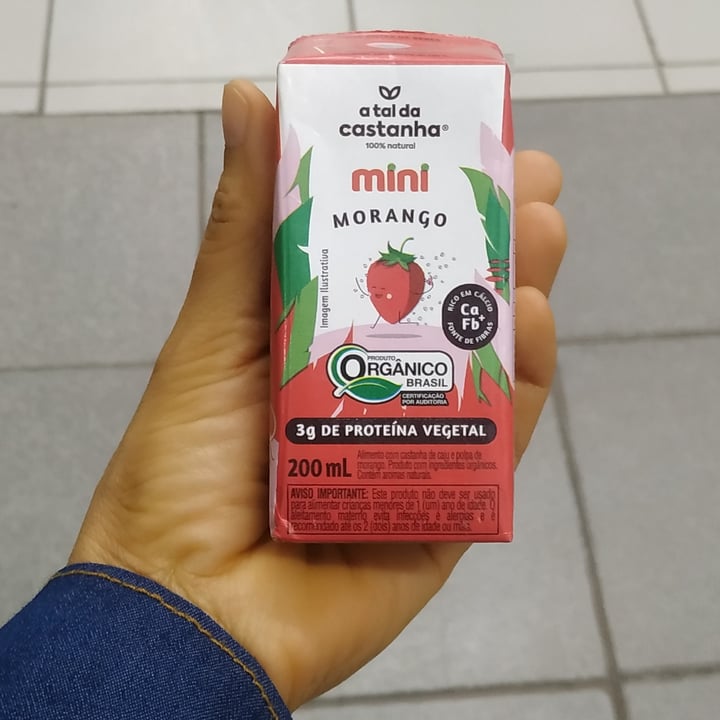 a tal da
castanha®
100% natural
mini
MORANGO
Imagem Ilustrativa
RICO EM CÁLCIO
Ca+
Fb
FONTE DE FIBRAS
PRODUTO
ORGÂNICO
BRASIL
CERTIFICAÇÃO
POR AUDITORIA
3g DE PROTEÍNA VEGETAL
200 mL
Alimento com castanha de caju e polpa de
morango. Produto com ingredientes orgânicos.
Contém aromas naturais.
AVISO IMPORTANTE: Este produto não deve ser usado
para alimentar crianças menores de 1 (um) ano de idade. O
aleitamento materno evita infecções e alergias e é
recomendado até os 2 (dois) anos de idade ou mais.